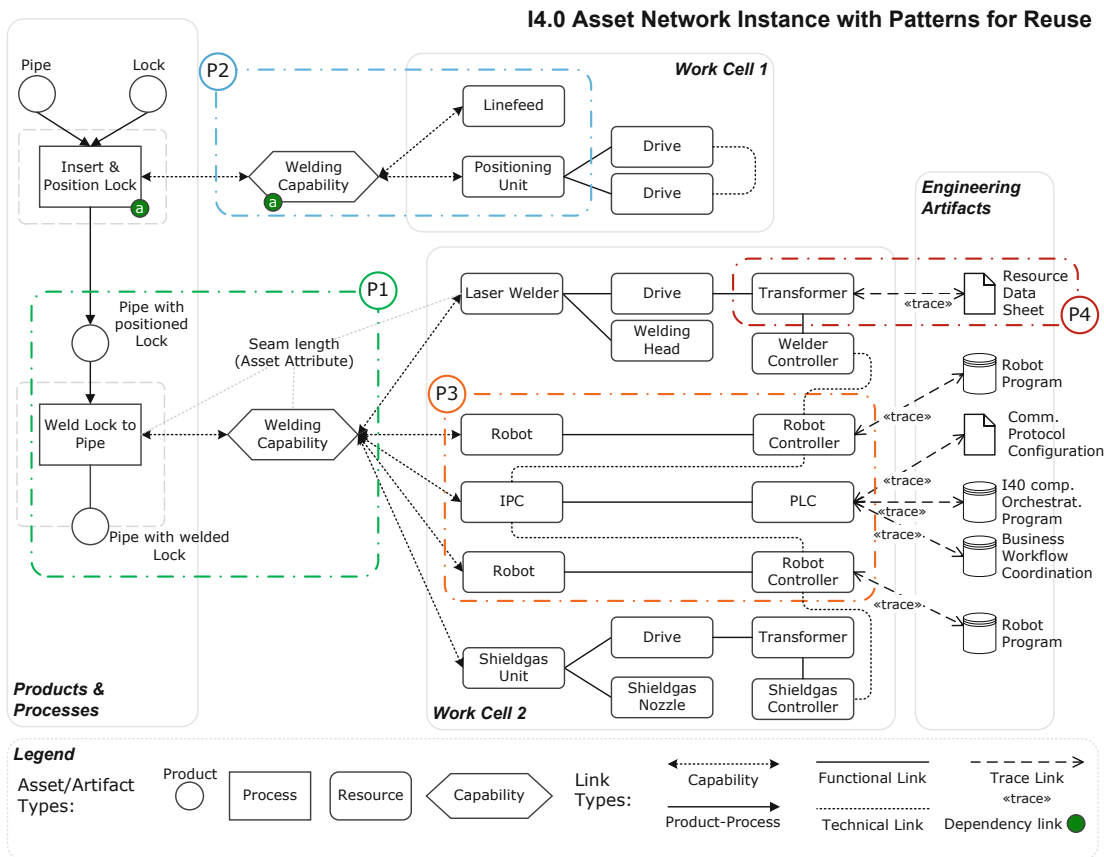 I4.0 Asset Network Instance with Patterns for Reuse
Pipe
Lock
P2
Work Cell 1
Linefeed
Insert &
Position Lock
a
Welding
Capability
a
Positioning
Unit
Drive
Drive
Engineering
Artifacts
P1
Pipe with
positioned
Lock
Seam length
(Asset Attribute)
Laser Welder
Drive
Transformer
«trace»
Resource
Data
Sheet
P4
Welding
Head
Welder
Controller
Robot
Program
P3
«trace»
Weld Lock to
Pipe
Welding
Capability
Robot
Robot
Controller
Comm.
Protocol
Configuration
«trace»
IPC
PLC
I40 comp.
Orchestrat.
Program
«trace»
«trace»
Business
Workflow
Coordination
Pipe with welded
Lock
Robot
Robot
Controller
«trace»
Robot
Program
Drive
Transformer
Shieldgas
Unit
Shieldgas
Nozzle
Shieldgas
Controller
Products &
Processes
Work Cell 2
Legend
Asset/Artifact
Types:
Product
Process
Resource
Capability
Link
Types:
Capability
Product-Process
Functional Link
Technical Link
Trace Link
«trace»
Dependency link